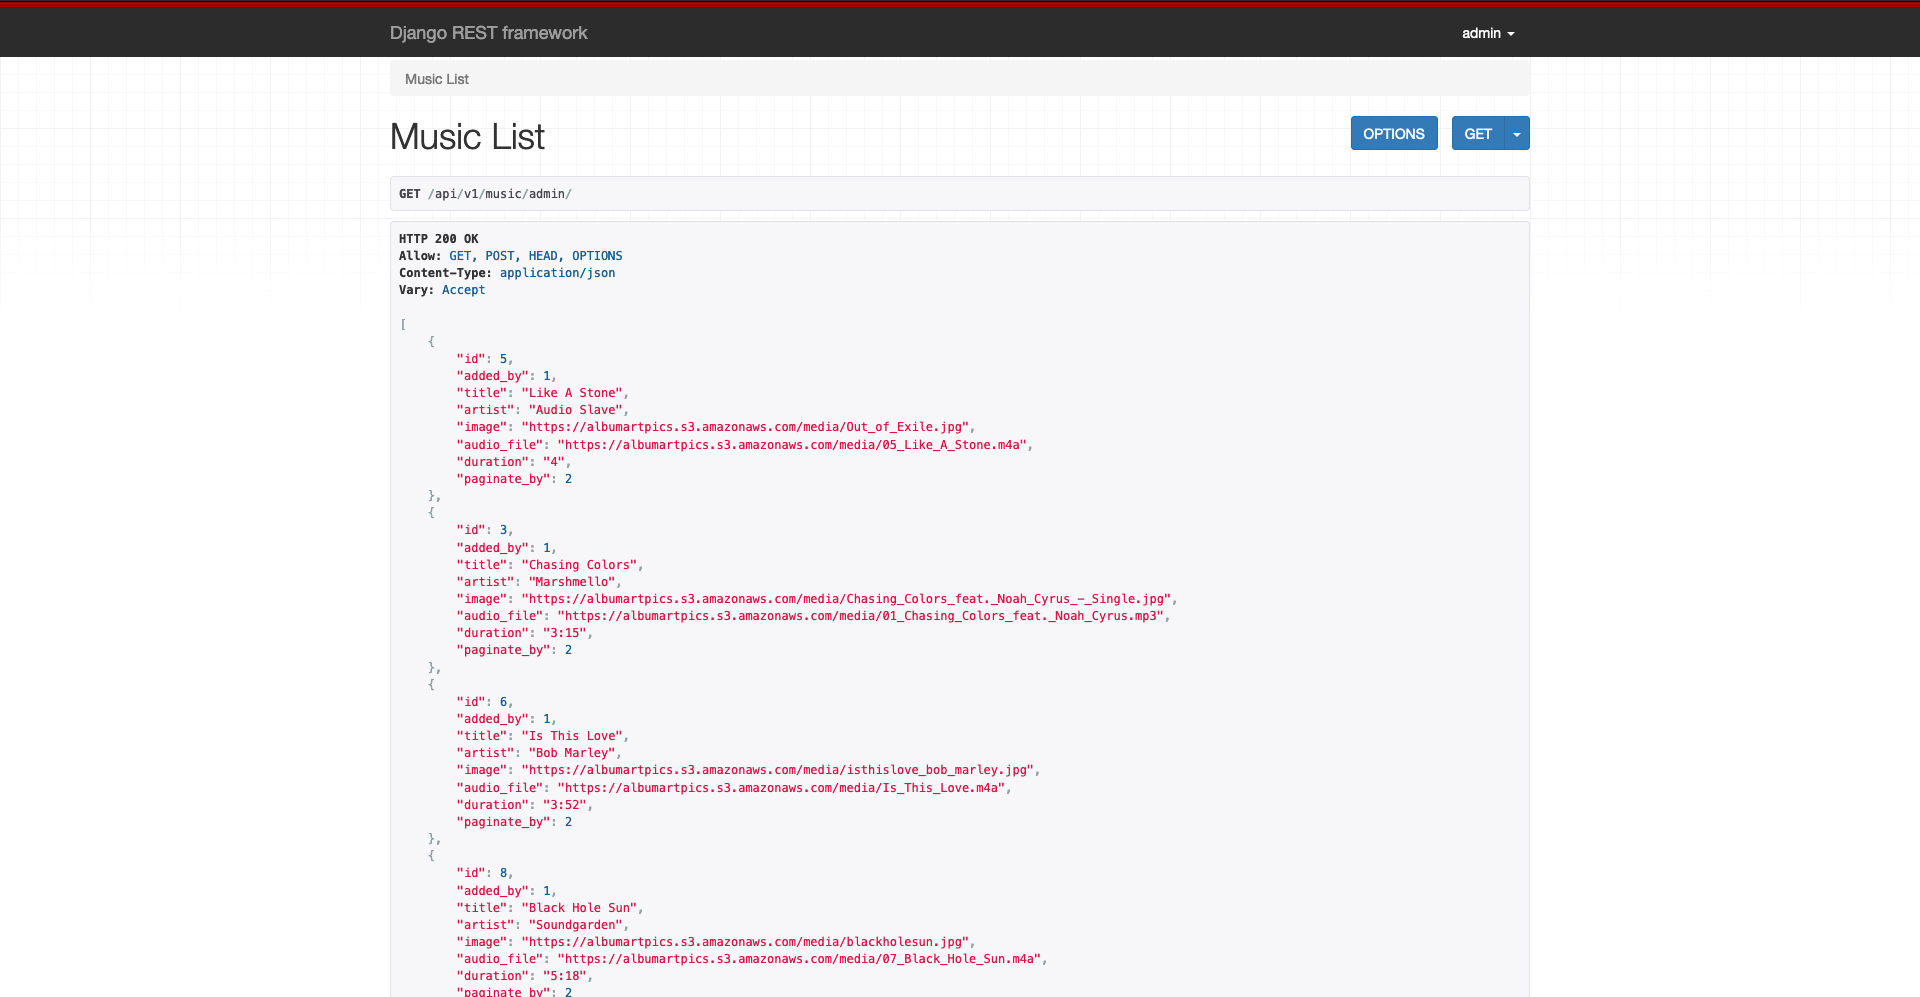 Django REST framework
admin
Music List
Music List
OPTIONS
GET
GET /api/v1/music/admin/
HTTP 200 OK
Allow: GET, POST, HEAD, OPTIONS
Content-Type: application/json
Vary: Accept
[
    {
        "id": 5,
        "added_by": 1,
        "title": "Like A Stone",
        "artist": "Audio Slave",
        "image": "https://albumartpics.s3.amazonaws.com/media/Out_of_Exile.jpg",
        "audio_file": "https://albumartpics.s3.amazonaws.com/media/05_Like_A_Stone.m4a",
        "duration": "4",
        "paginate_by": 2
    },
    {
        "id": 3,
        "added_by": 1,
        "title": "Chasing Colors",
        "artist": "Marshmello",
        "image": "https://albumartpics.s3.amazonaws.com/media/Chasing_Colors_feat._Noah_Cyrus_-_Single.jpg",
        "audio_file": "https://albumartpics.s3.amazonaws.com/media/01_Chasing_Colors_feat._Noah_Cyrus.mp3",
        "duration": "3:15",
        "paginate_by": 2
    },
    {
        "id": 6,
        "added_by": 1,
        "title": "Is This Love",
        "artist": "Bob Marley",
        "image": "https://albumartpics.s3.amazonaws.com/media/isthislove_bob_marley.jpg",
        "audio_file": "https://albumartpics.s3.amazonaws.com/media/Is_This_Love.m4a",
        "duration": "3:52",
        "paginate_by": 2
    },
    {
        "id": 8,
        "added_by": 1,
        "title": "Black Hole Sun",
        "artist": "Soundgarden",
        "image": "https://albumartpics.s3.amazonaws.com/media/blackholesun.jpg",
        "audio_file": "https://albumartpics.s3.amazonaws.com/media/07_Black_Hole_Sun.m4a",
        "duration": "5:18",
        "paginate_by": 2